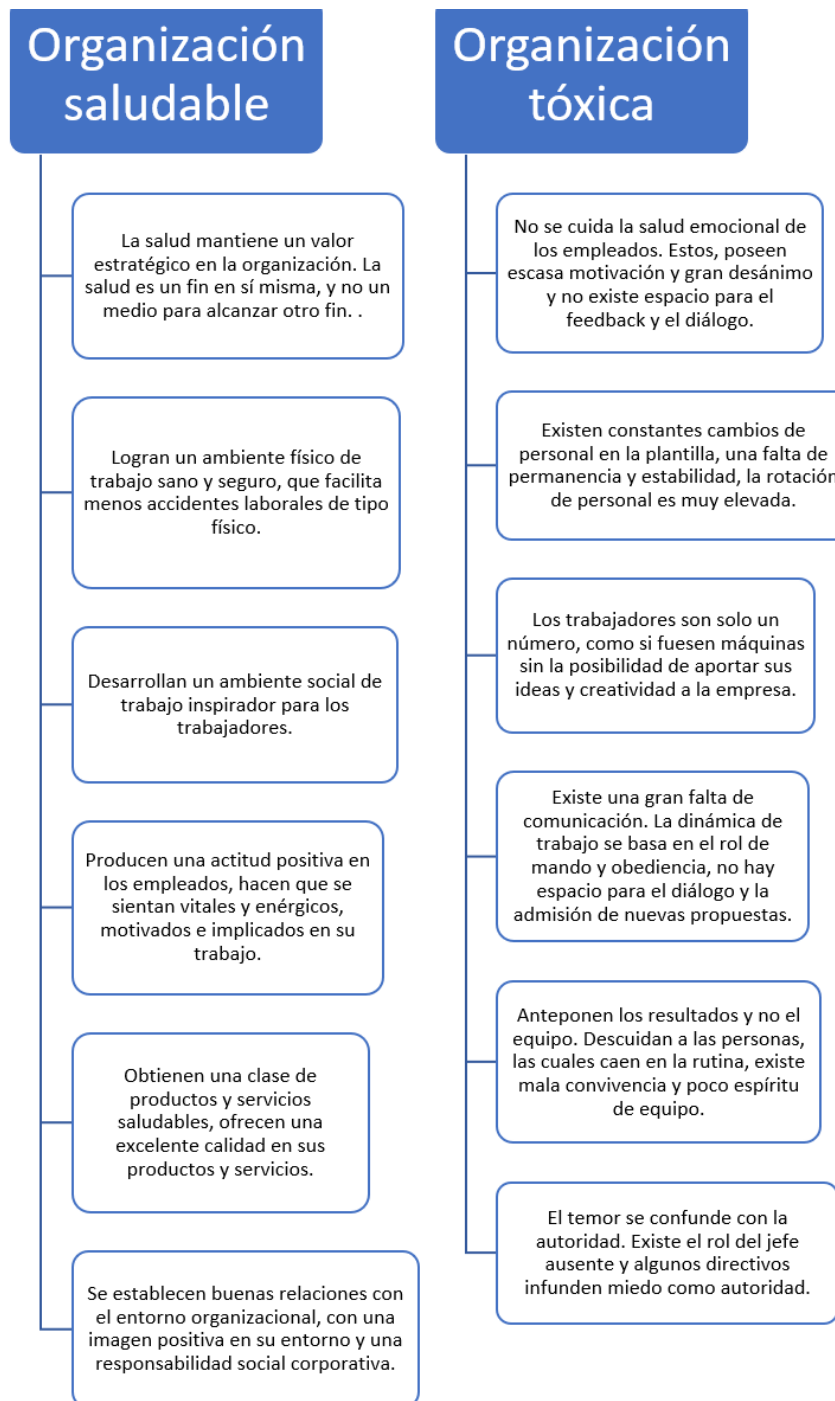 Organización
saludable
La salud mantiene un valor
estratégico en la organización. La
salud es un fin en sí misma, y no un
medio para alcanzar otro fin. .
Logran un ambiente físico de
trabajo sano y seguro, que facilita
menos accidentes laborales de tipo
físico.
Desarrollan un ambiente social de
trabajo inspirador para los
trabajadores.
Producen una actitud positiva en
los empleados, hacen que se
sientan vitales y enérgicos,
motivados e implicados en su
trabajo.
Obtienen una clase de
productos y servicios
saludables, ofrecen una
excelente calidad en sus
productos y servicios.
Se establecen buenas relaciones con
el entorno organizacional, con una
imagen positiva en su entorno y una
responsabilidad social corporativa.
Organización
tóxica
No se cuida la salud emocional de
los empleados. Estos, poseen
escasa motivación y gran desánimo
y no existe espacio para el
feedback y el diálogo.
Existen constantes cambios de
personal en la plantilla, una falta de
permanencia y estabilidad, la rotación
de personal es muy elevada.
Los trabajadores son solo un
número, como si fuesen máquinas
sin la posibilidad de aportar sus
ideas y creatividad a la empresa.
Existe una gran falta de
comunicación. La dinámica de
trabajo se basa en el rol de
mando y obediencia, no hay
espacio para el diálogo y la
admisión de nuevas propuestas.
Anteponen los resultados y no el
equipo. Descuidan a las personas,
las cuales caen en la rutina, existe
mala convivencia y poco espíritu
de equipo.
El temor se confunde con la
autoridad. Existe el rol del jefe
ausente y algunos directivos
infunden miedo como autoridad.